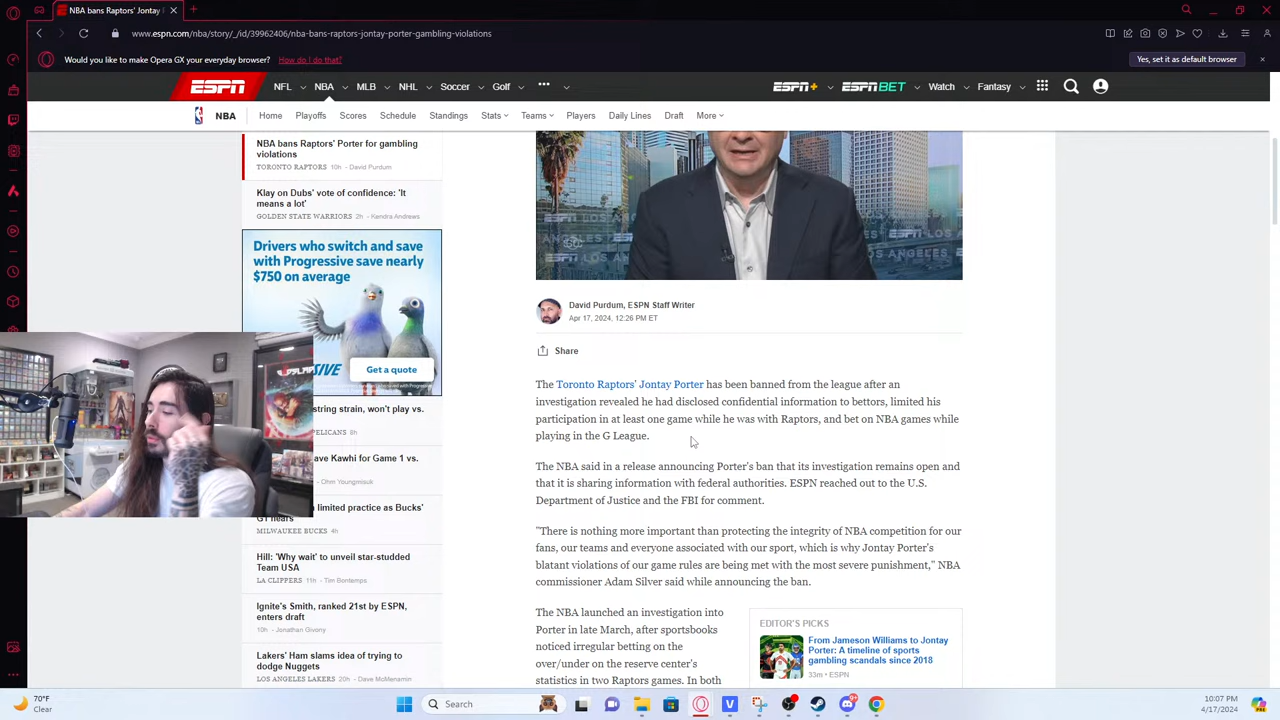 NBA bans Raptors' Jontay
www.espn.com/nba/story/_/id/39962406/nba-raptors-jontay-porter-gambling-violations
Would you like to make Opera GX your everyday browser? How do I do that?
Yes, set it as default browser
ESPN NFL NBA MLB NHL Soccer Golf ••• ESPN+ ESPN BET Watch Fantasy
NBA Home Playoffs Scores Schedule Standings Stats Teams Players Daily Lines Draft More
NBA bans Raptors' Porter for gambling
violations
TORONTO RAPTORS 10h - David Purdum
Klay on Dubs' vote of confidence: 'It
means a lot'
GOLDEN STATE WARRIORS 2h - Kendra Andrews
Drivers who switch and save
with Progressive save nearly
$750 on average
Get a quote
string strain, won't play vs.
PELICANS 8h
ave Kawhi for Game 1 vs.
- Ohm Youngmisuk
limited practice as Bucks'
G1 nears
MILWAUKEE BUCKS 4h
Hill: 'Why wait' to unveil star-studded
Team USA
LA CLIPPERS 11h - Tim Bontemps
Ignite's Smith, ranked 21st by ESPN,
enters draft
10h - Jonathan Givony
Lakers' Ham slams idea of trying to
dodge Nuggets
LOS ANGELES LAKERS 20h - Dave McMenamin
David Purdum, ESPN Staff Writer
Apr 17, 2024, 12:26 PM ET
Share
The Toronto Raptors' Jontay Porter has been banned from the league after an
investigation revealed he had disclosed confidential information to bettors, limited his
participation in at least one game while he was with Raptors, and bet on NBA games while
playing in the G League.
The NBA said in a release announcing Porter's ban that its investigation remains open and
that it is sharing information with federal authorities. ESPN reached out to the U.S.
Department of Justice and the FBI for comment.
"There is nothing more important than protecting the integrity of NBA competition for our
fans, our teams and everyone associated with our sport, which is why Jontay Porter's
blatant violations of our game rules are being met with the most severe punishment," NBA
commissioner Adam Silver said while announcing the ban.
The NBA launched an investigation into
Porter in late March, after sportsbooks
noticed irregular betting on the
over/under on the reserve center's
statistics in two Raptors games. In both
EDITOR'S PICKS
From Jameson Williams to Jontay
Porter: A timeline of sports
gambling scandals since 2018
33m • ESPN
70°F
Clear
Search
10:07 PM
4/17/2024